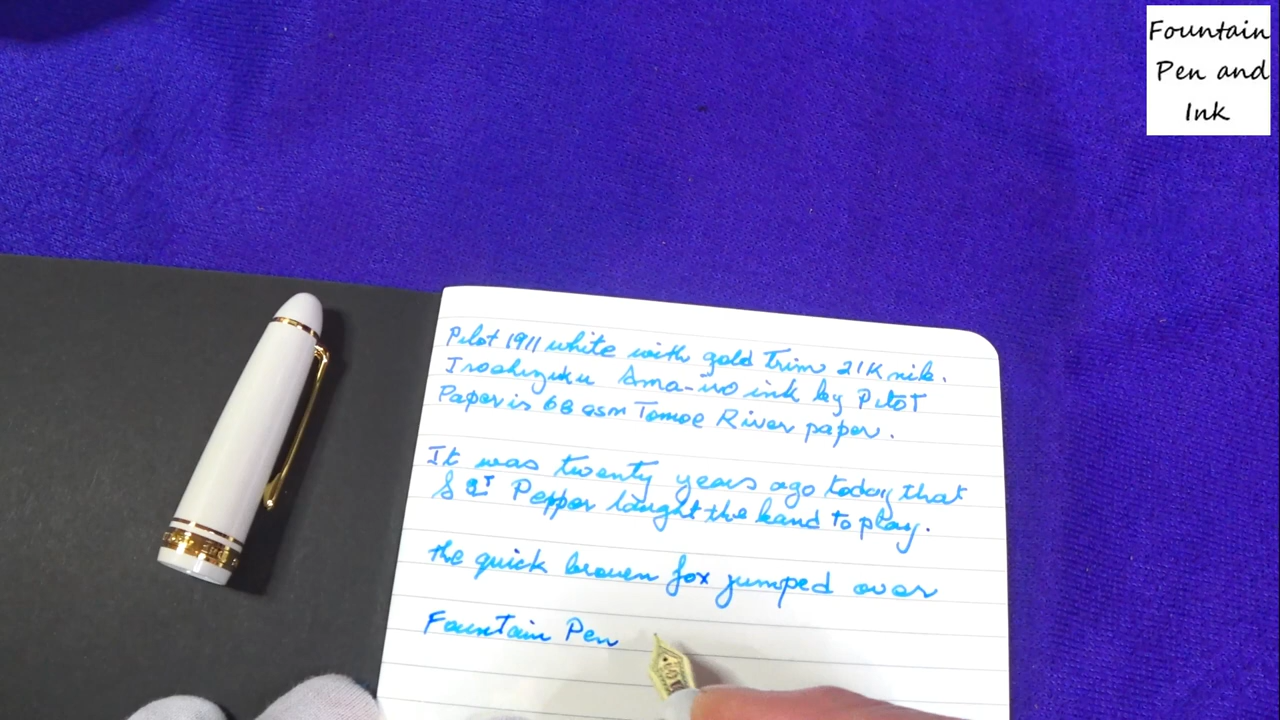 Fountain
Pen and
Ink
Pilot 1911 white with gold Trim 21K nib.
Iroshizuku Ama-iro ink by Pilot
Paper is 68 gsm Tomoe River paper.
It was twenty years ago today that
Sgt Pepper taught the band to play.
the quick brown fox jumped over
Fountain Pen